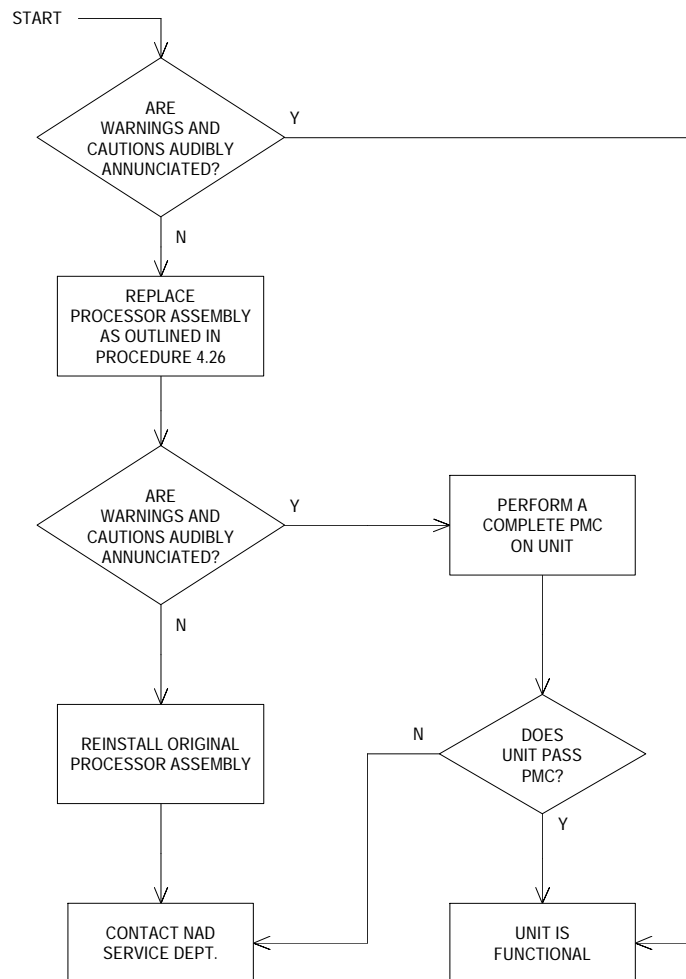 START
ARE
WARNINGS AND
CAUTIONS AUDIBLY
ANNUNCIATED?
Y
N
REPLACE
PROCESSOR ASSEMBLY
AS OUTLINED IN
PROCEDURE 4.26
ARE
WARNINGS AND
CAUTIONS AUDIBLY
ANNUNCIATED?
Y
PERFORM A
COMPLETE PMC
ON UNIT
N
REINSTALL ORIGINAL
PROCESSOR ASSEMBLY
N
DOES
UNIT PASS
PMC?
Y
CONTACT NAD
SERVICE DEPT.
UNIT IS
FUNCTIONAL